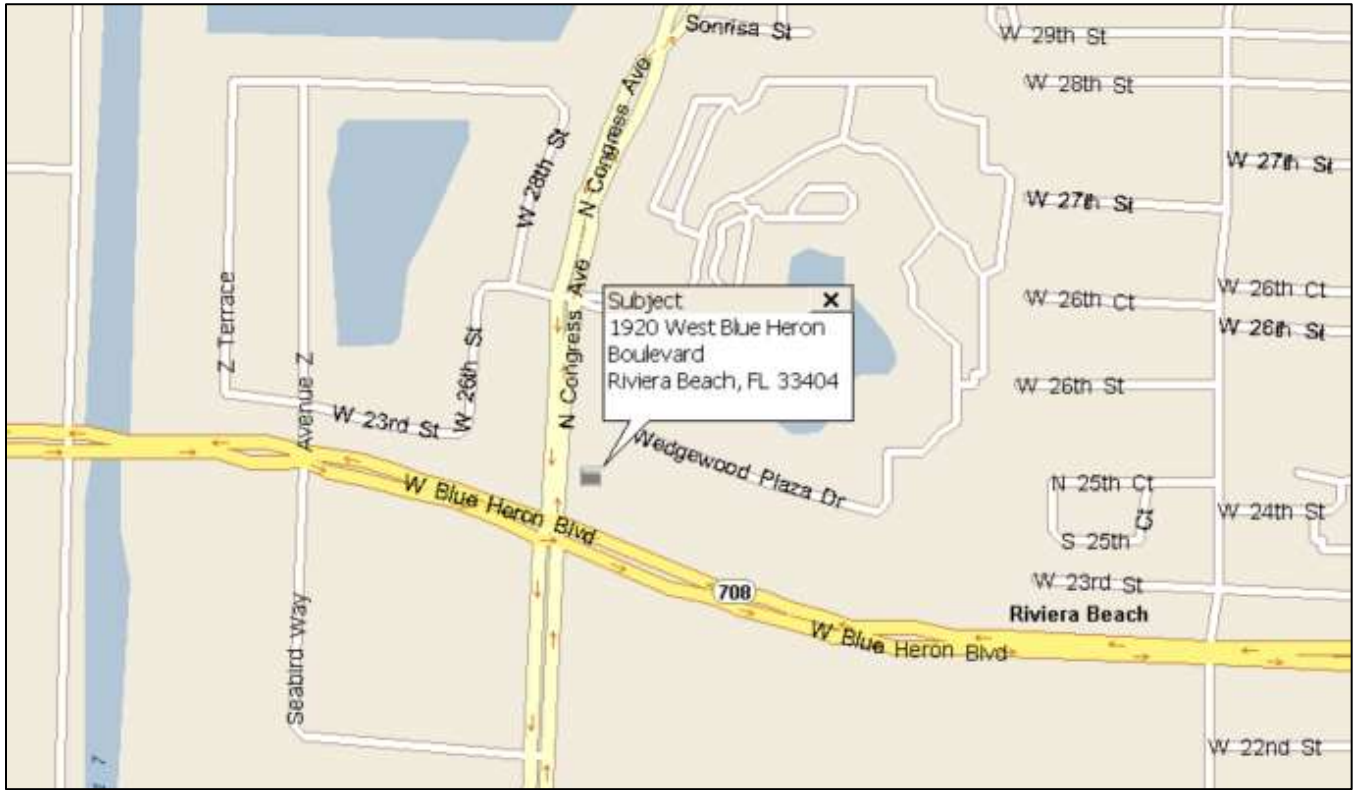 Sonrisa St
W 29th St
W 28th St
N Congress Ave
W 28th St
W 27th St
W 27th St
Z Terrace
N Congress Ave
Subject
1920 West Blue Heron
Boulevard
Riviera Beach, FL 33404
W 26th Ct
W 26th Ct
W 26th St
W 26th St
W 26th St
Avenue Z
W 23rd St
Wedgewood Plaza Dr
W Blue Heron Blvd
N 25th Ct
Ct
W 24th St
S 25th
W 23rd St
708
Riviera Beach
W Blue Heron Blvd
Seabird Way
W 22nd St
7